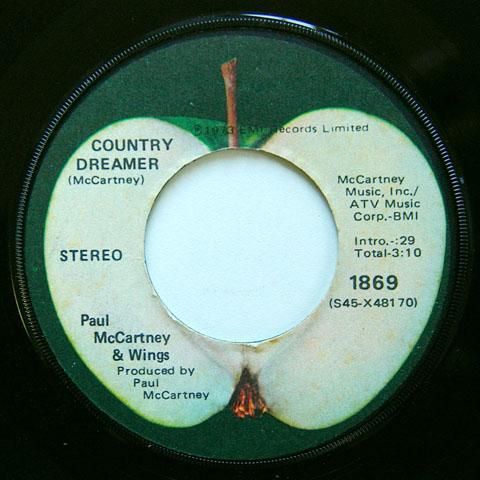 ℗1973 EMI Records Limited
COUNTRY
DREAMER
(McCartney)
STEREO
Paul
McCartney
& Wings
Produced by
Paul
McCartney
McCartney
Music, Inc./
ATV Music
Corp.-BMI
Intro.-:29
Total-3:10
1869
(S45-X48170)